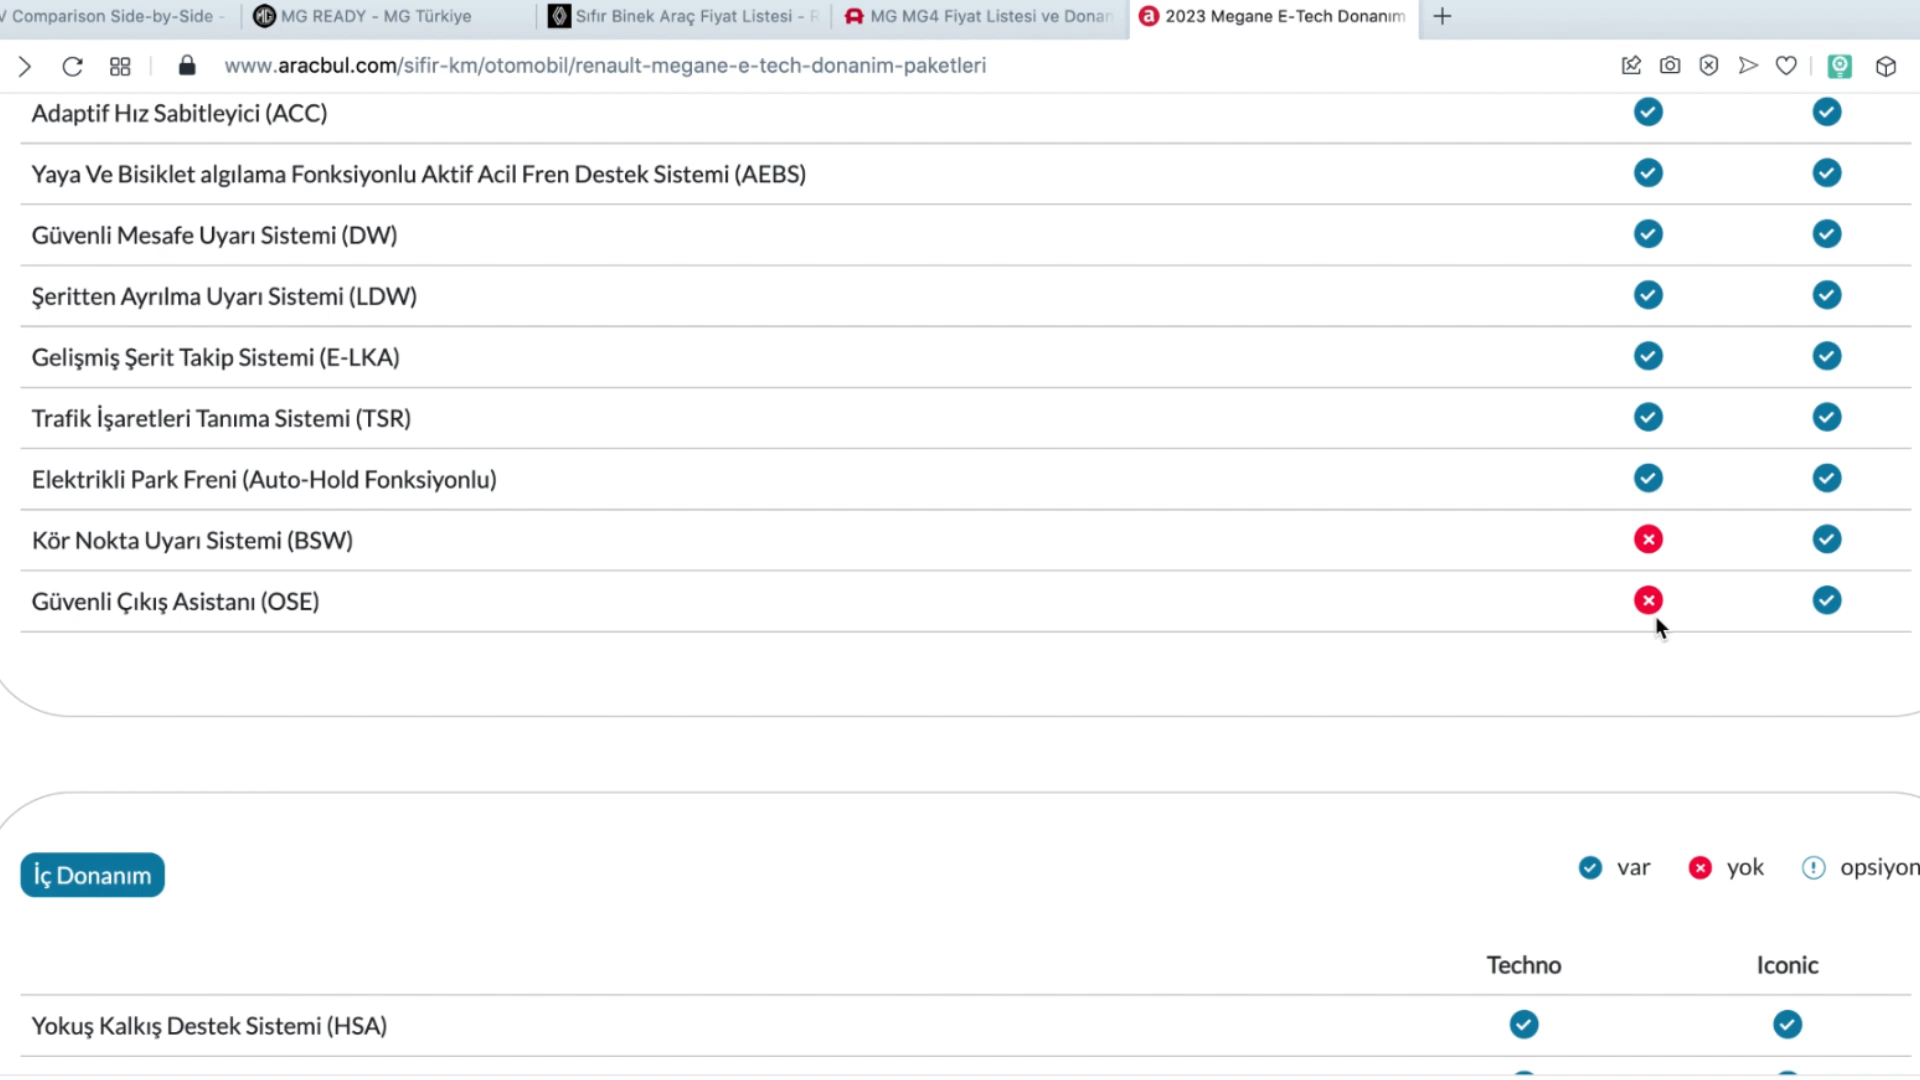 V Comparison Side-by-Side -
MG READY - MG Türkiye
Sıfır Binek Araç Fiyat Listesi - R
MG MG4 Fiyat Listesi ve Donan
2023 Megane E-Tech Donanım
www.aracbul.com/sifir-km/otomobil/renault-megane-e-tech-donanim-paketleri
Adaptif Hız Sabitleyici (ACC)
Yaya Ve Bisiklet algılama Fonksiyonlu Aktif Acil Fren Destek Sistemi (AEBS)
Güvenli Mesafe Uyarı Sistemi (DW)
Şeritten Ayrılma Uyarı Sistemi (LDW)
Gelişmiş Şerit Takip Sistemi (E-LKA)
Trafik İşaretleri Tanıma Sistemi (TSR)
Elektrikli Park Freni (Auto-Hold Fonksiyonlu)
Kör Nokta Uyarı Sistemi (BSW)
Güvenli Çıkış Asistanı (OSE)
İç Donanım
var yok opsiyon
Techno Iconic
Yokuş Kalkış Destek Sistemi (HSA)